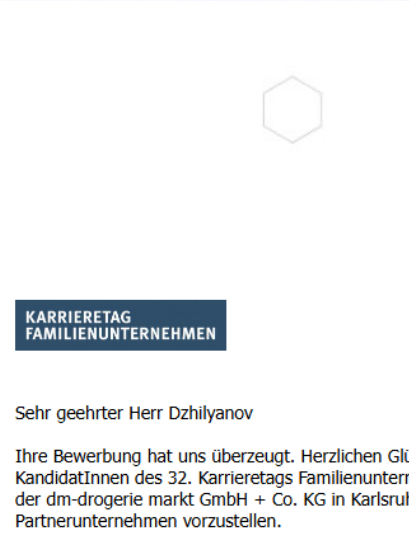 KARRIERETAG
FAMILIENUNTERNEHMEN
Sehr geehrter Herr Dzhilyanov
Ihre Bewerbung hat uns überzeugt. Herzlichen
KandidatInnen des 32. Karrieretags
der dm-drogerie markt GmbH + Co. KG in
Partnerunternehmen vorzustellen.